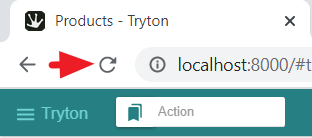 Products - Tryton
localhost:8000/#t
Tryton
Action